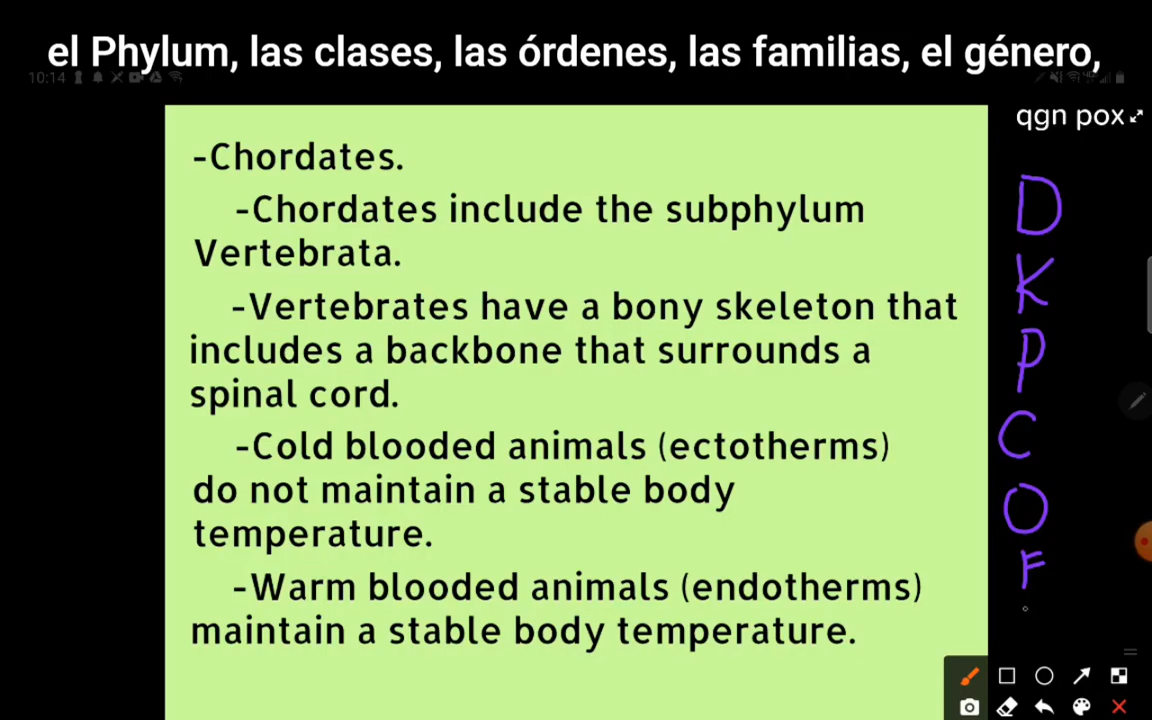 el Phylum, las clases, las órdenes, las familias, el género,
10:14
qgn pox
-Chordates.
-Chordates include the subphylum
Vertebrata.
-Vertebrates have a bony skeleton that
includes a backbone that surrounds a
spinal cord.
-Cold blooded animals (ectotherms)
do not maintain a stable body
temperature.
-Warm blooded animals (endotherms)
maintain a stable body temperature.
D
K
P
C
O
F